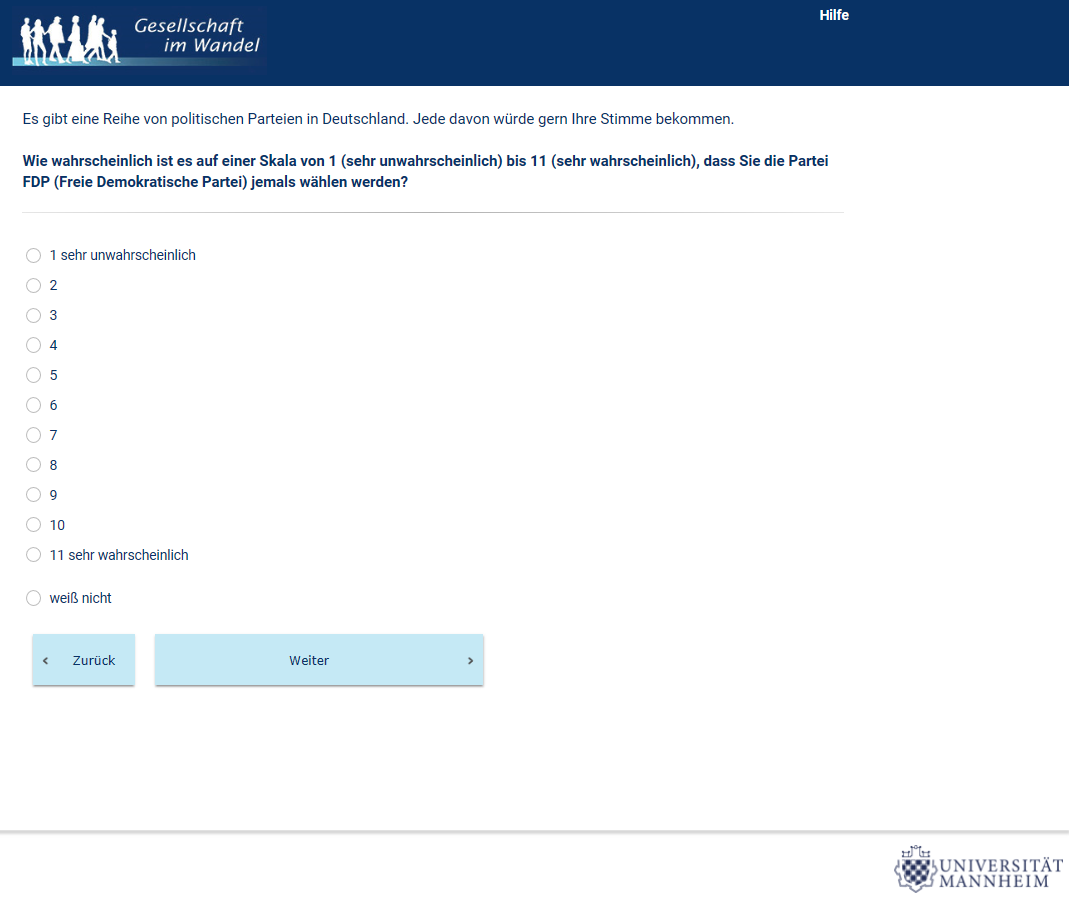 Gesellschaft
im Wandel
Hilfe
Es gibt eine Reihe von politischen Parteien in Deutschland. Jede davon würde gern Ihre Stimme bekommen.
Wie wahrscheinlich ist es auf einer Skala von 1 (sehr unwahrscheinlich) bis 11 (sehr wahrscheinlich), dass Sie die Partei
FDP (Freie Demokratische Partei) jemals wählen werden?
1 sehr unwahrscheinlich
2
3
4
5
6
7
8
9
10
11 sehr wahrscheinlich
weiß nicht
‹ Zurück
Weiter ›
UNIVERSITÄT
MANNHEIM